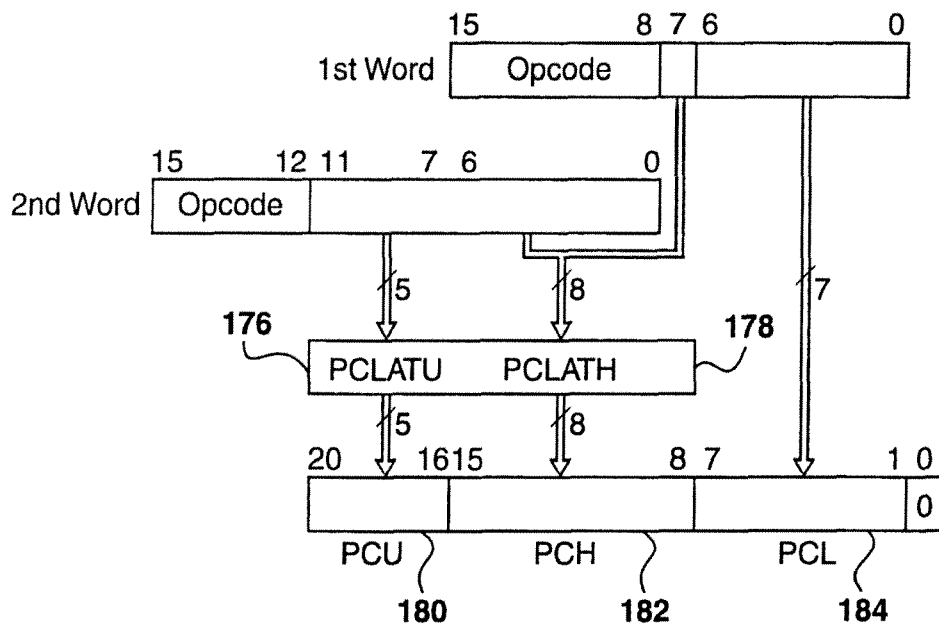 15 8 7 6 0
1st Word Opcode
15 12 11 7 6 0
2nd Word Opcode
5 8 7
176 178
PCLATU PCLATH
5 8
20 16 15 8 7 1 0
0
PCU PCH PCL
180 182 184